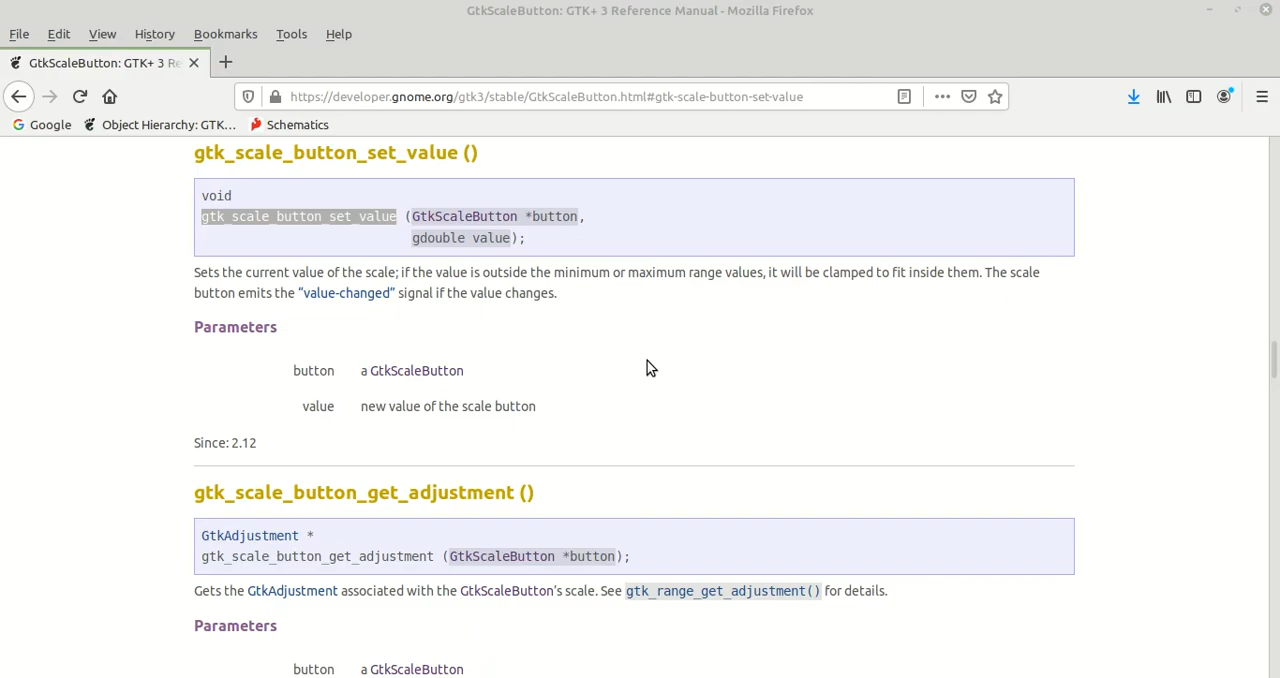 GtkScaleButton: GTK+ 3 Reference Manual - Mozilla Firefox
File Edit View History Bookmarks Tools Help
GtkScaleButton: GTK+ 3 Re
https://developer.gnome.org/gtk3/stable/GtkScaleButton.html#gtk-scale-button-set-value
Google Object Hierarchy: GTK... Schematics
gtk_scale_button_set_value ()
void
gtk_scale_button_set_value (GtkScaleButton *button,
gdouble value);
Sets the current value of the scale; if the value is outside the minimum or maximum range values, it will be clamped to fit inside them. The scale
button emits the “value-changed” signal if the value changes.
Parameters
button a GtkScaleButton
value new value of the scale button
Since: 2.12
gtk_scale_button_get_adjustment ()
GtkAdjustment *
gtk_scale_button_get_adjustment (GtkScaleButton *button);
Gets the GtkAdjustment associated with the GtkScaleButton’s scale. See gtk_range_get_adjustment() for details.
Parameters
button a GtkScaleButton